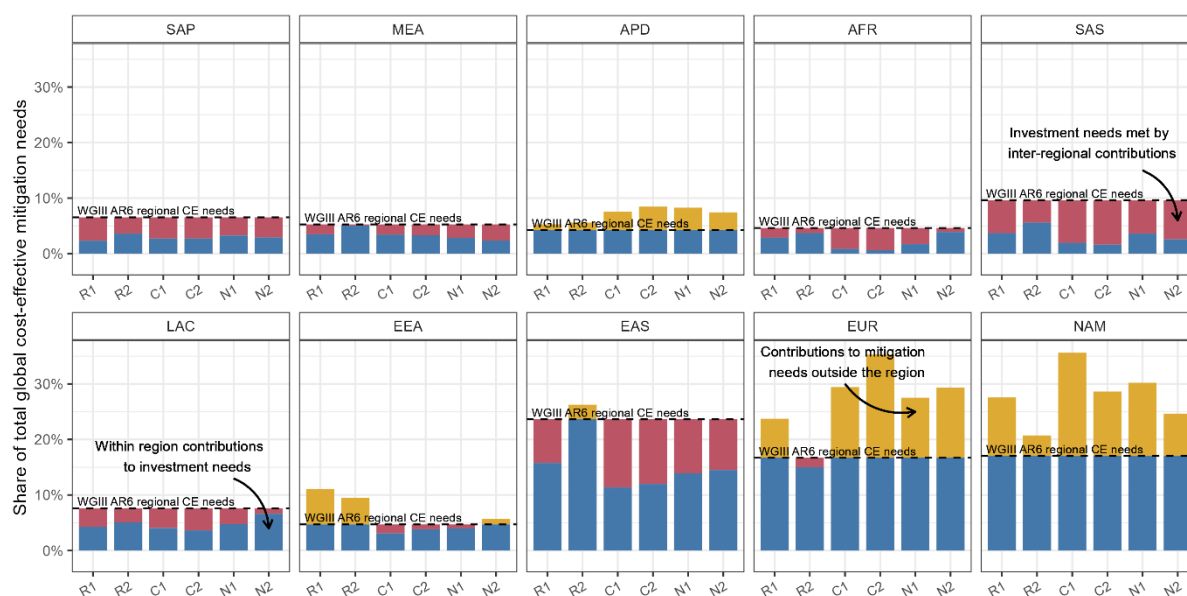 Share of total global cost-effective mitigation needs
SAP MEA APD AFR SAS
30%
20%
10%
0%
Investment needs met by
inter-regional contributions
WGIII AR6 regional CE needs
WGIII AR6 regional CE needs
WGIII AR6 regional CE needs
WGIII AR6 regional CE needs
WGIII AR6 regional CE needs
R1 R2 C1 C2 N1 N2 R1 R2 C1 C2 N1 N2 R1 R2 C1 C2 N1 N2 R1 R2 C1 C2 N1 N2 R1 R2 C1 C2 N1 N2
LAC EEA EAS EUR NAM
30%
20%
10%
0%
Within region contributions
to investment needs
WGIII AR6 regional CE needs
WGIII AR6 regional CE needs
WGIII AR6 regional CE needs
Contributions to mitigation
needs outside the region
WGIII AR6 regional CE needs
WGIII AR6 regional CE needs
R1 R2 C1 C2 N1 N2 R1 R2 C1 C2 N1 N2 R1 R2 C1 C2 N1 N2 R1 R2 C1 C2 N1 N2 R1 R2 C1 C2 N1 N2